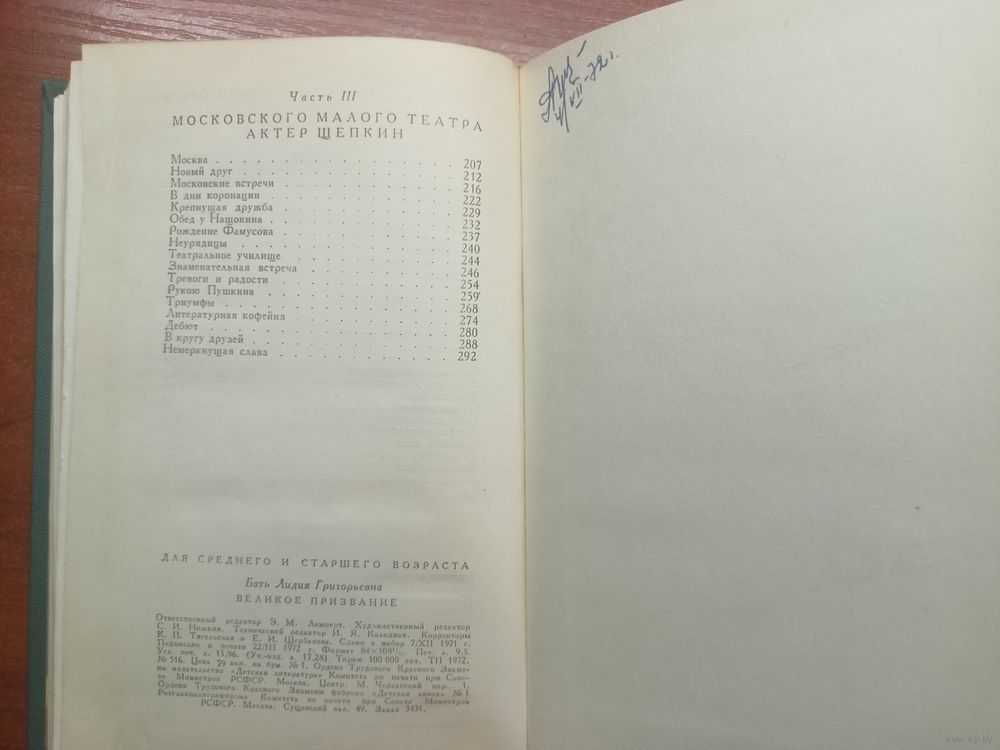 Часть III
МОСКОВСКОГО МАЛОГО ТЕАТРА
АКТЕР ЩЕПКИН
Москва . . . . . . . . . . . . . 207
Новый друг . . . . . . . . . . . . 212
Московские встречи . . . . . . . . . 216
В дни коронации . . . . . . . . . . 222
Крепнущая дружба . . . . . . . . . 229
Обед у Нащокина . . . . . . . . . . 232
Рождение Фамусова . . . . . . . . . 237
Неурядицы . . . . . . . . . . . . 240
Театральное училище . . . . . . . . 244
Знаменательная встреча . . . . . . . 246
Тревоги и радости . . . . . . . . . 254
Рукою Пушкина . . . . . . . . . . 259
Триумфы . . . . . . . . . . . . . 268
Литературная кофейня . . . . . . . . 274
Дебют . . . . . . . . . . . . . . 280
В кругу друзей . . . . . . . . . . 288
Немеркнущая слава . . . . . . . . . 292
ДЛЯ СРЕДНЕГО И СТАРШЕГО ВОЗРАСТА
Бать Лидия Григорьевна
ВЕЛИКОЕ ПРИЗВАНИЕ
Ответственный редактор Э. М. Лемперт. Художественный редактор
С. И. Нижняя. Технический редактор И. Я. Колодная. Корректоры
К. П. Тягельская и Е. И. Щербакова. Сдано в набор 7/XII 1971 г.
Подписано к печати 22/III 1972 г. Формат 84×108¹/₃₂. Печ. л. 9,5.
Усл. печ. л. 15,96. (Уч.-изд. л. 17,28) Тираж 100 000 экз. ТП 1972.
№ 516. Цена 79 коп. на бум. № 1. Ордена Трудового Красного Знаме-
ни издательство «Детская литература» Комитета по печати при Сове-
те Министров РСФСР. Москва, Центр, М. Черкасский пер., 1.
Ордена Трудового Красного Знамени фабрика «Детская книга» № 1
Росглавполиграфпрома Комитета по печати при Совете Министров
РСФСР. Москва, Сущевский вал, 49. Заказ 3431.
VII-72 г.
www.ay.by